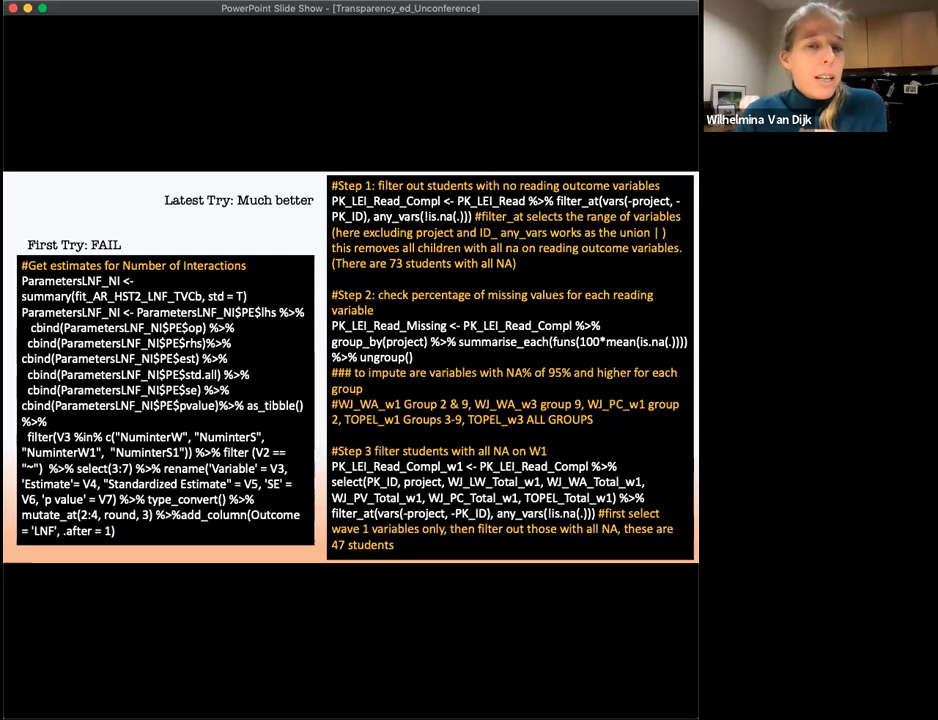 PowerPoint Slide Show - [Transparency_ed_Unconference]
Wilhelmina Van Dijk
Latest Try: Much better
First Try: FAIL
#Get estimates for Number of Interactions
ParametersLNF_NI <-
summary(fit_AR_HST2_LNF_TVCb, std = T)
ParametersLNF_NI <- ParametersLNF_NI$PE$lhs %>%
cbind(ParametersLNF_NI$PE$op) %>%
cbind(ParametersLNF_NI$PE$rhs)%>%
cbind(ParametersLNF_NI$PE$est) %>%
cbind(ParametersLNF_NI$PE$std.all) %>%
cbind(ParametersLNF_NI$PE$se) %>%
cbind(ParametersLNF_NI$PE$pvalue)%>% as_tibble()
%>%
filter(V3 %in% c("NuminterW", "NuminterS",
"NuminterW1", "NuminterS1")) %>% filter (V2 ==
"~") %>% select(3:7) %>% rename('Variable' = V3,
'Estimate'= V4, "Standardized Estimate" = V5, 'SE' =
V6, 'p value' = V7) %>% type_convert() %>%
mutate_at(2:4, round, 3) %>%add_column(Outcome
= 'LNF', .after = 1)
#Step 1: filter out students with no reading outcome variables
PK_LEI_Read_Compl <- PK_LEI_Read %>% filter_at(vars(-project, -
PK_ID), any_vars(!is.na(.))) #filter_at selects the range of variables
(here excluding project and ID_ any_vars works as the union | )
this removes all children with all na on reading outcome variables.
(There are 73 students with all NA)
#Step 2: check percentage of missing values for each reading
variable
PK_LEI_Read_Missing <- PK_LEI_Read_Compl %>%
group_by(project) %>% summarise_each(funs(100*mean(is.na(.))))
%>% ungroup()
### to impute are variables with NA% of 95% and higher for each
group
#WJ_WA_w1 Group 2 & 9, WJ_WA_w3 group 9, WJ_PC_w1 group
2, TOPEL_w1 Groups 3-9, TOPEL_w3 ALL GROUPS
#Step 3 filter students with all NA on W1
PK_LEI_Read_Compl_w1 <- PK_LEI_Read_Compl %>%
select(PK_ID, project, WJ_LW_Total_w1, WJ_WA_Total_w1,
WJ_PV_Total_w1, WJ_PC_Total_w1, TOPEL_Total_w1) %>%
filter_at(vars(-project, -PK_ID), any_vars(!is.na(.))) #first select
wave 1 variables only, then filter out those with all NA, these are
47 students